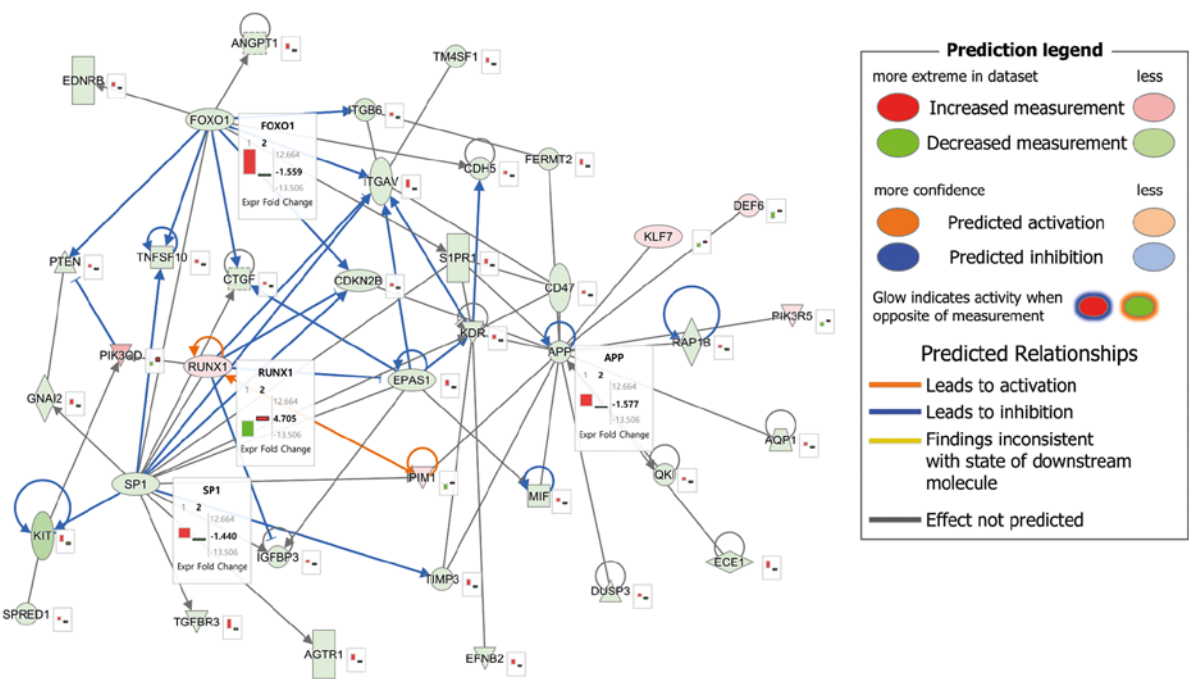 ANGPT1
TM4SF1
EDNRB
FOXO1
ITGB6
FOXO1
1 2
12.664
-1.559
-13.506
Expr Fold Change
CDH5
FERMT2
ITGAV
DEF6
KLF7
PTEN
TNFSF10
CTGF
CDKN2B
S1PR1
CD47
PIK3R5
PIK3CD
RUNX1
KDR
APP
RAP1B
RUNX1
1 2
12.664
4.705
-13.506
Expr Fold Change
EPAS1
APP
1 2
12.664
-1.577
-13.506
Expr Fold Change
GNAI2
AQP1
SP1
PIM1
MIF
QKI
SP1
1 2
12.664
-1.440
-13.506
Expr Fold Change
KIT
IGFBP3
TIMP3
ECE1
DUSP3
SPRED1
TGFBR3
AGTR1
EFNB2
Prediction legend
more extreme in dataset less
Increased measurement
Decreased measurement
more confidence less
Predicted activation
Predicted inhibition
Glow indicates activity when
opposite of measurement
Predicted Relationships
Leads to activation
Leads to inhibition
Findings inconsistent
with state of downstream
molecule
Effect not predicted